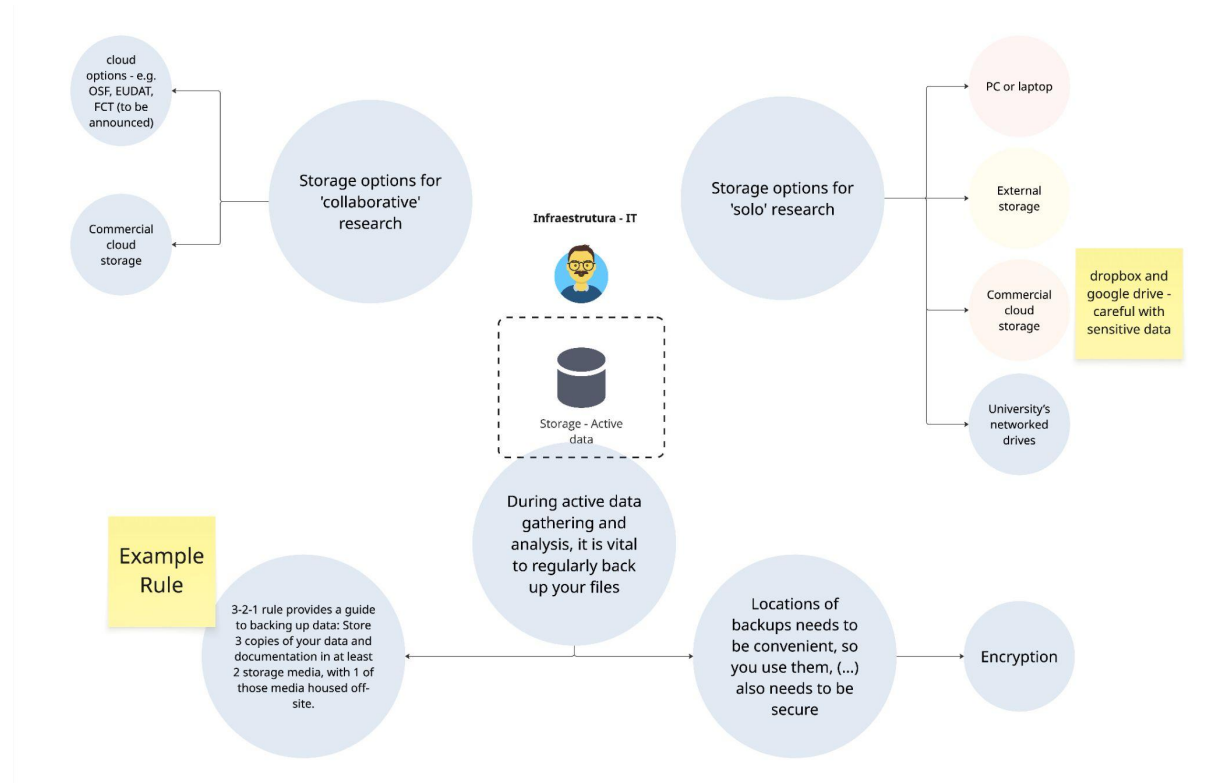 cloud
options - e.g.
OSF, EUDAT,
FCT (to be
announced)
Commercial
cloud
storage
Storage options for
'collaborative'
research
Infraestrutura - IT
Storage - Active
data
Storage options for
'solo' research
PC or laptop
External
storage
Commercial
cloud
storage
dropbox and
google drive -
careful with
sensitive data
University’s
networked
drives
During active data
gathering and
analysis, it is vital
to regularly back
up your files
Example
Rule
3-2-1 rule provides a guide
to backing up data: Store
3 copies of your data and
documentation in at least
2 storage media, with 1 of
those media housed off-
site.
Locations of
backups needs to
be convenient, so
you use them, (...)
also needs to be
secure
Encryption